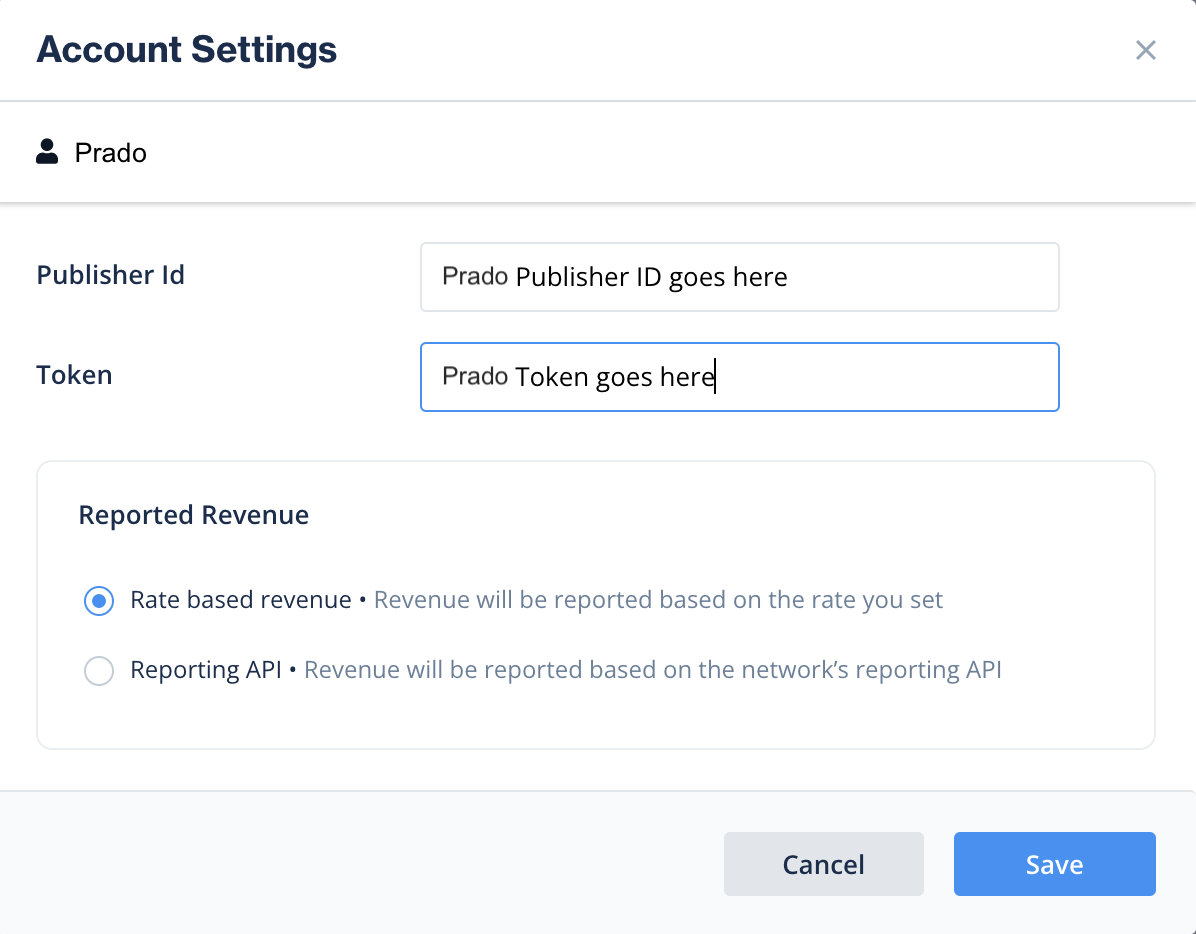 Account Settings
Prado
Publisher Id
Prado Publisher ID goes here
Token
Prado Token goes here
Reported Revenue
Rate based revenue • Revenue will be reported based on the rate you set
Reporting API • Revenue will be reported based on the network’s reporting API
Cancel
Save